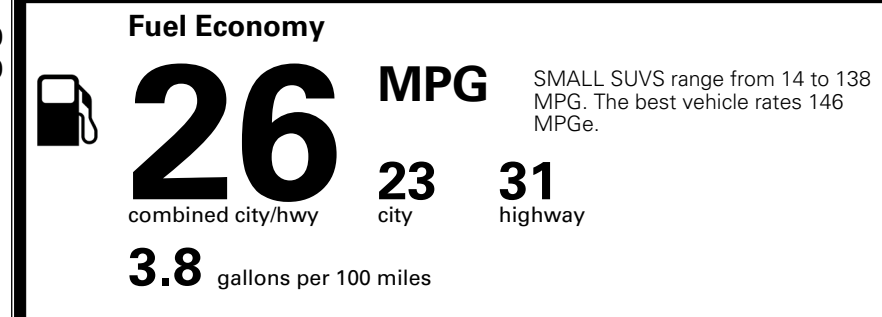 Fuel Economy
26 MPG
SMALL SUVS range from 14 to 138
MPG. The best vehicle rates 146
MPGe.
combined city/hwy
23
city
31
highway
3.8 gallons per 100 miles